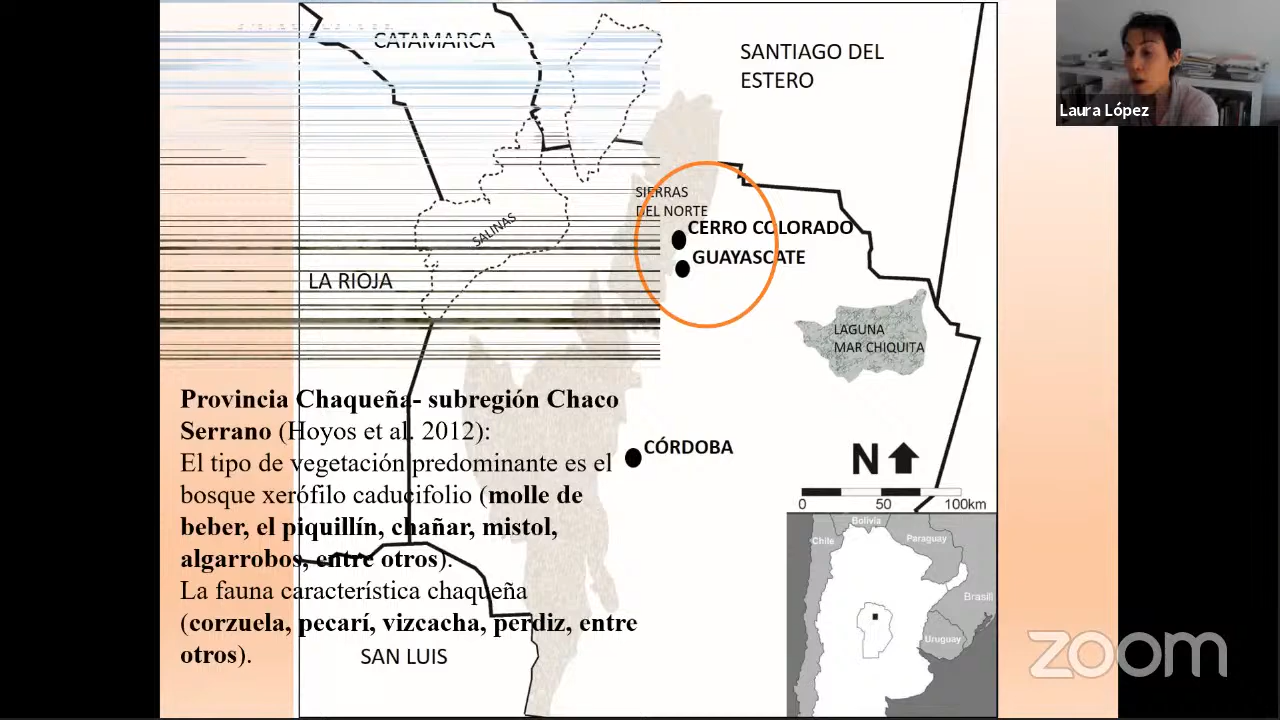 CATAMARCA
SANTIAGO DEL
ESTERO
Laura López
SIERRAS
DEL NORTE
CERRO COLORADO
SALINAS
GUAYASCATE
LA RIOJA
LAGUNA
MAR CHIQUITA
Provincia Chaqueña- subregión Chaco
Serrano (Hoyos et al. 2012):
El tipo de vegetación predominante es el
bosque xerófilo caducifolio (molle de
beber, el piquillín, chañar, mistol,
algarrobos, entre otros).
La fauna característica chaqueña
(corzuela, pecarí, vizcacha, perdiz, entre
otros).
CÓRDOBA
N
0 50 100km
SAN LUIS
Bolivia
Chile
Paraguay
Brasill
Uruguay
zoom